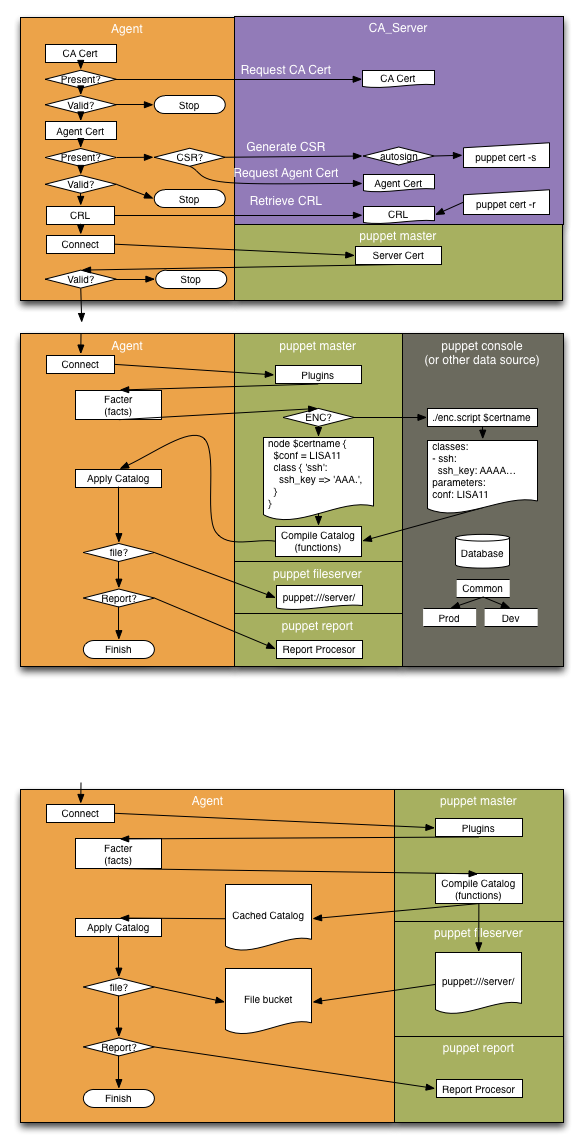 Agent
CA_Server
CA Cert
Request CA Cert
Present?
CA Cert
Valid?
Stop
Agent Cert
Generate CSR
Present?
CSR?
autosign
puppet cert -s
Request Agent Cert
Valid?
Agent Cert
Stop
Retrieve CRL
puppet cert -r
CRL
CRL
puppet master
Connect
Server Cert
Valid?
Stop
Agent
puppet master
puppet console
(or other data source)
Connect
Plugins
Facter
(facts)
ENC?
./enc.script $certname
node $certname {
$conf = LISA11
class { 'ssh':
ssh_key => 'AAA.',
}
}
classes:
- ssh:
ssh_key: AAAA...
parameters:
conf: LISA11
Apply Catalog
Compile Catalog
(functions)
file?
Database
puppet fileserver
Common
puppet:///server/
Report?
Prod
Dev
puppet report
Finish
Report Procesor
Agent
puppet master
Connect
Plugins
Facter
(facts)
Compile Catalog
(functions)
Cached Catalog
Apply Catalog
puppet fileserver
file?
puppet:///server/
File bucket
Report?
puppet report
Report Procesor
Finish